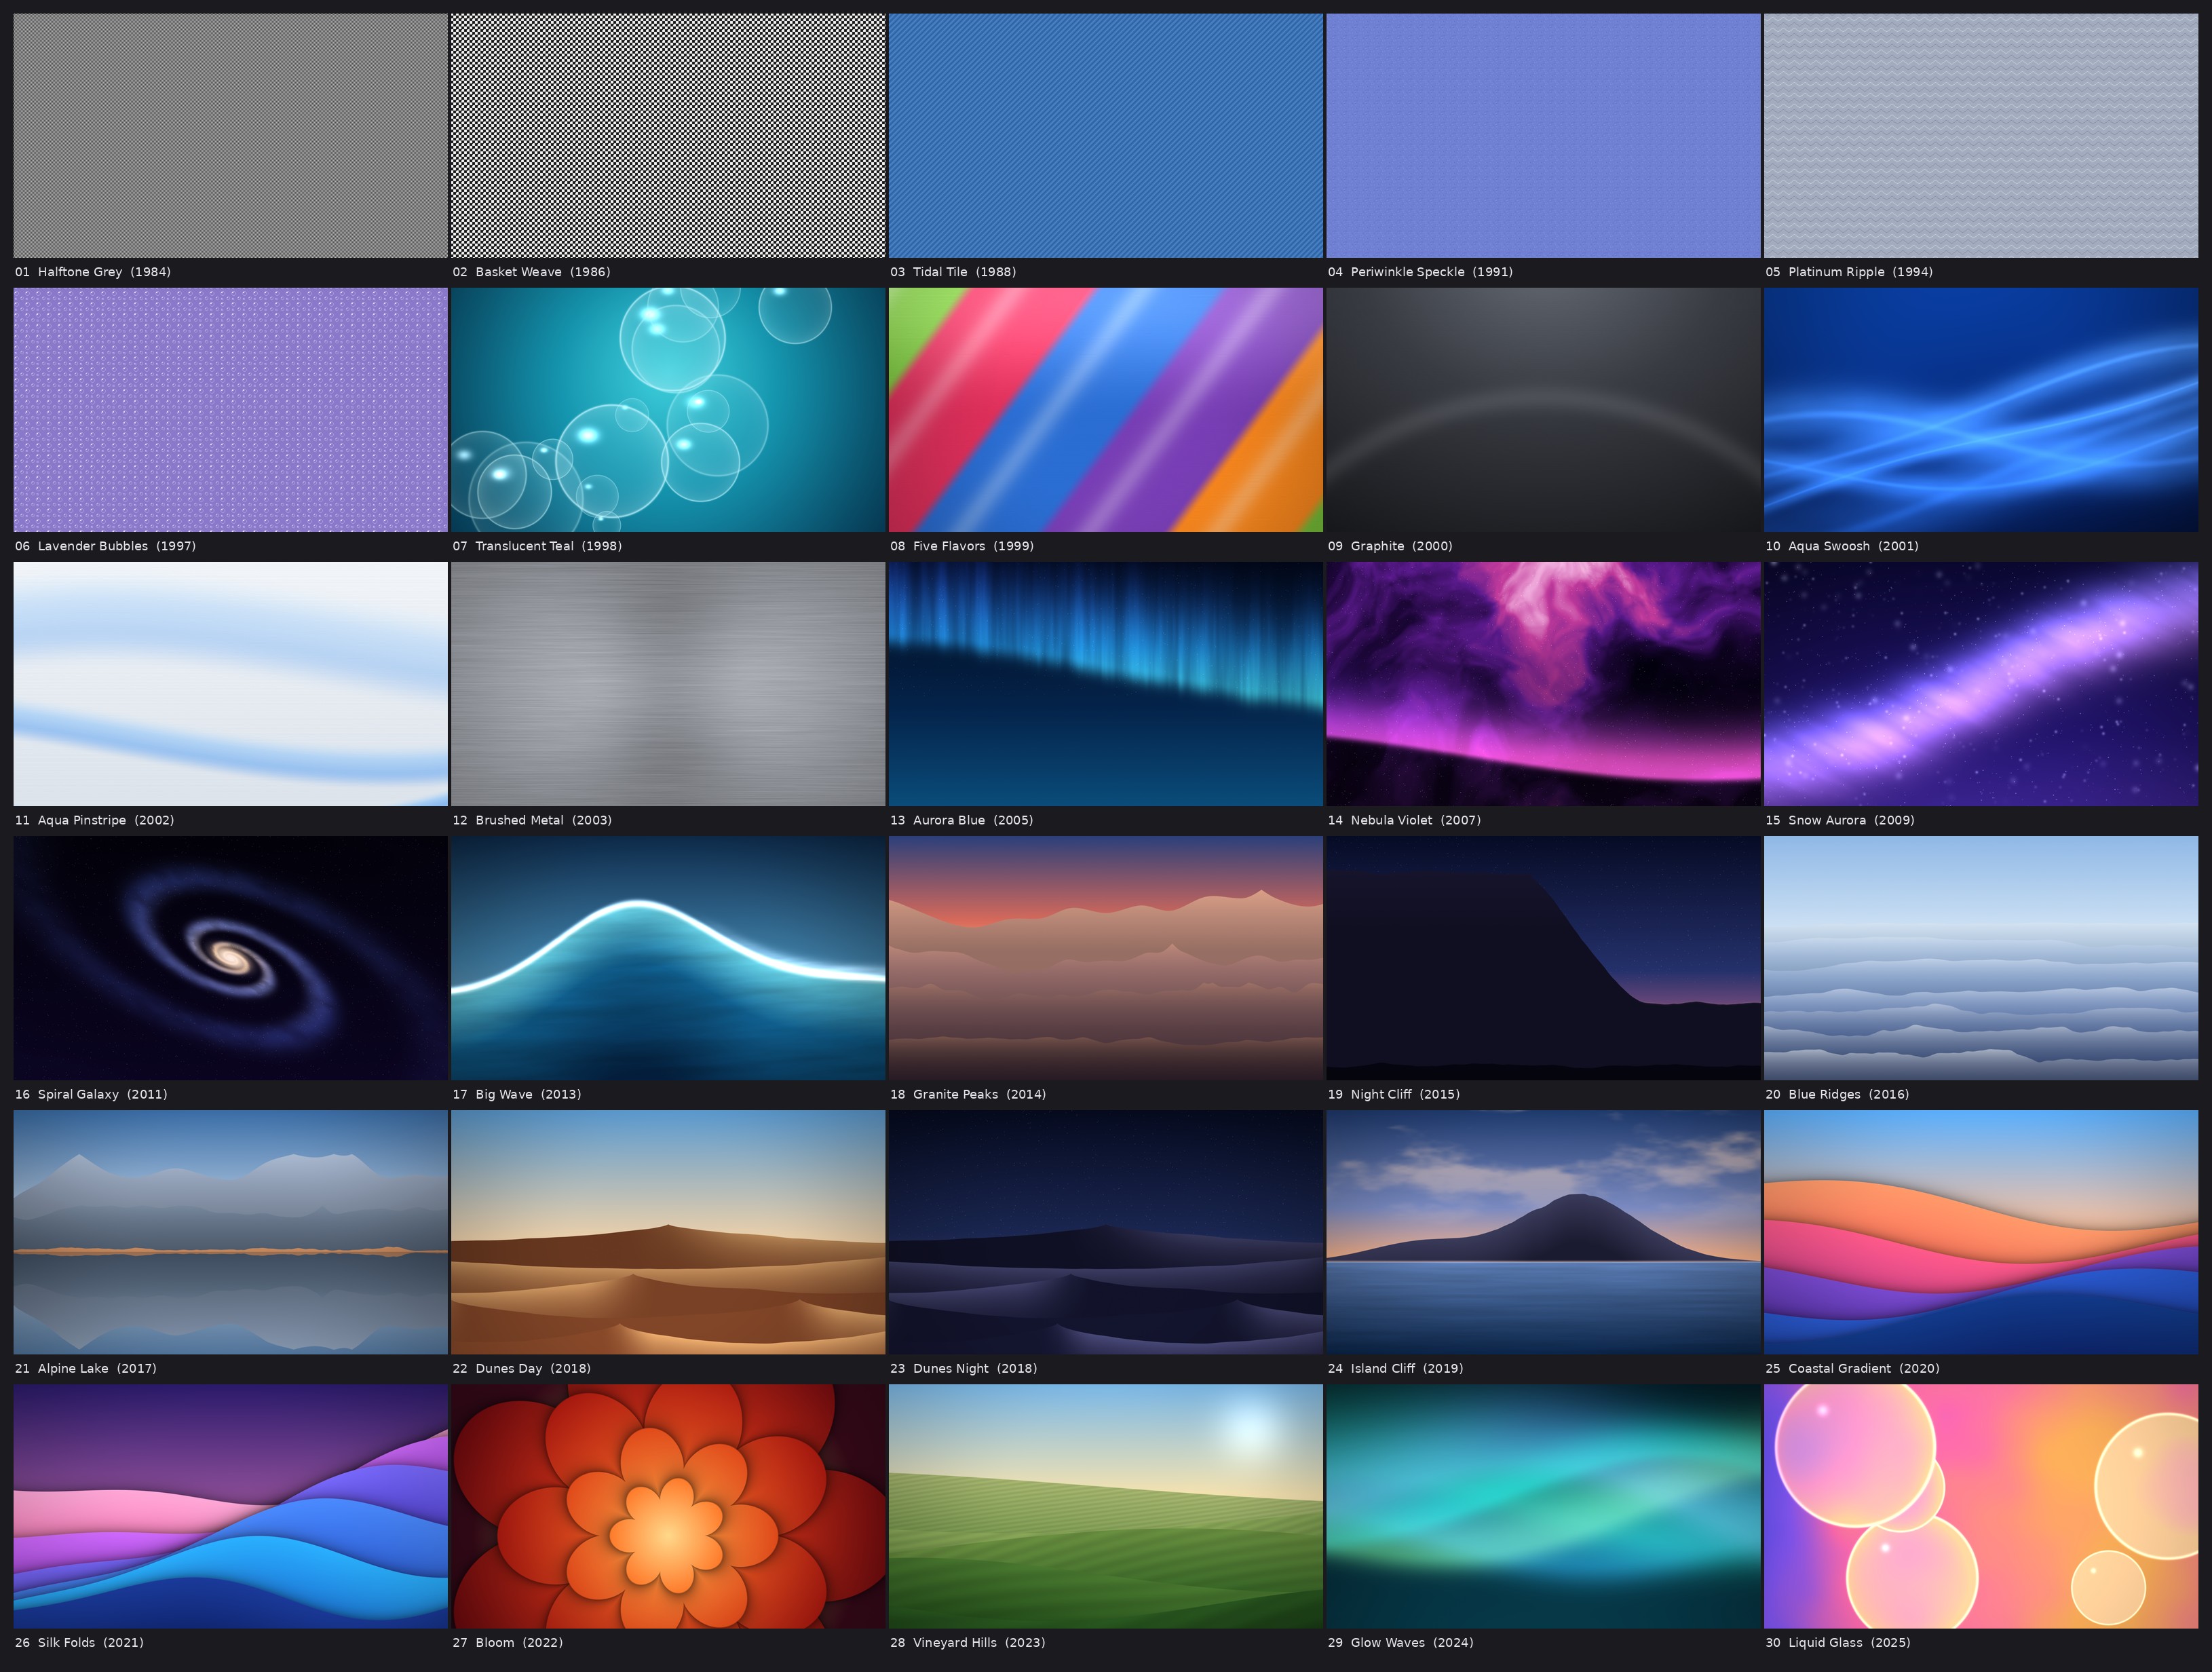 01 Halftone Grey (1984)
02 Basket Weave (1986)
03 Tidal Tile (1988)
04 Periwinkle Speckle (1991)
05 Platinum Ripple (1994)
06 Lavender Bubbles (1997)
07 Translucent Teal (1998)
08 Five Flavors (1999)
09 Graphite (2000)
10 Aqua Swoosh (2001)
11 Aqua Pinstripe (2002)
12 Brushed Metal (2003)
13 Aurora Blue (2005)
14 Nebula Violet (2007)
15 Snow Aurora (2009)
16 Spiral Galaxy (2011)
17 Big Wave (2013)
18 Granite Peaks (2014)
19 Night Cliff (2015)
20 Blue Ridges (2016)
21 Alpine Lake (2017)
22 Dunes Day (2018)
23 Dunes Night (2018)
24 Island Cliff (2019)
25 Coastal Gradient (2020)
26 Silk Folds (2021)
27 Bloom (2022)
28 Vineyard Hills (2023)
29 Glow Waves (2024)
30 Liquid Glass (2025)